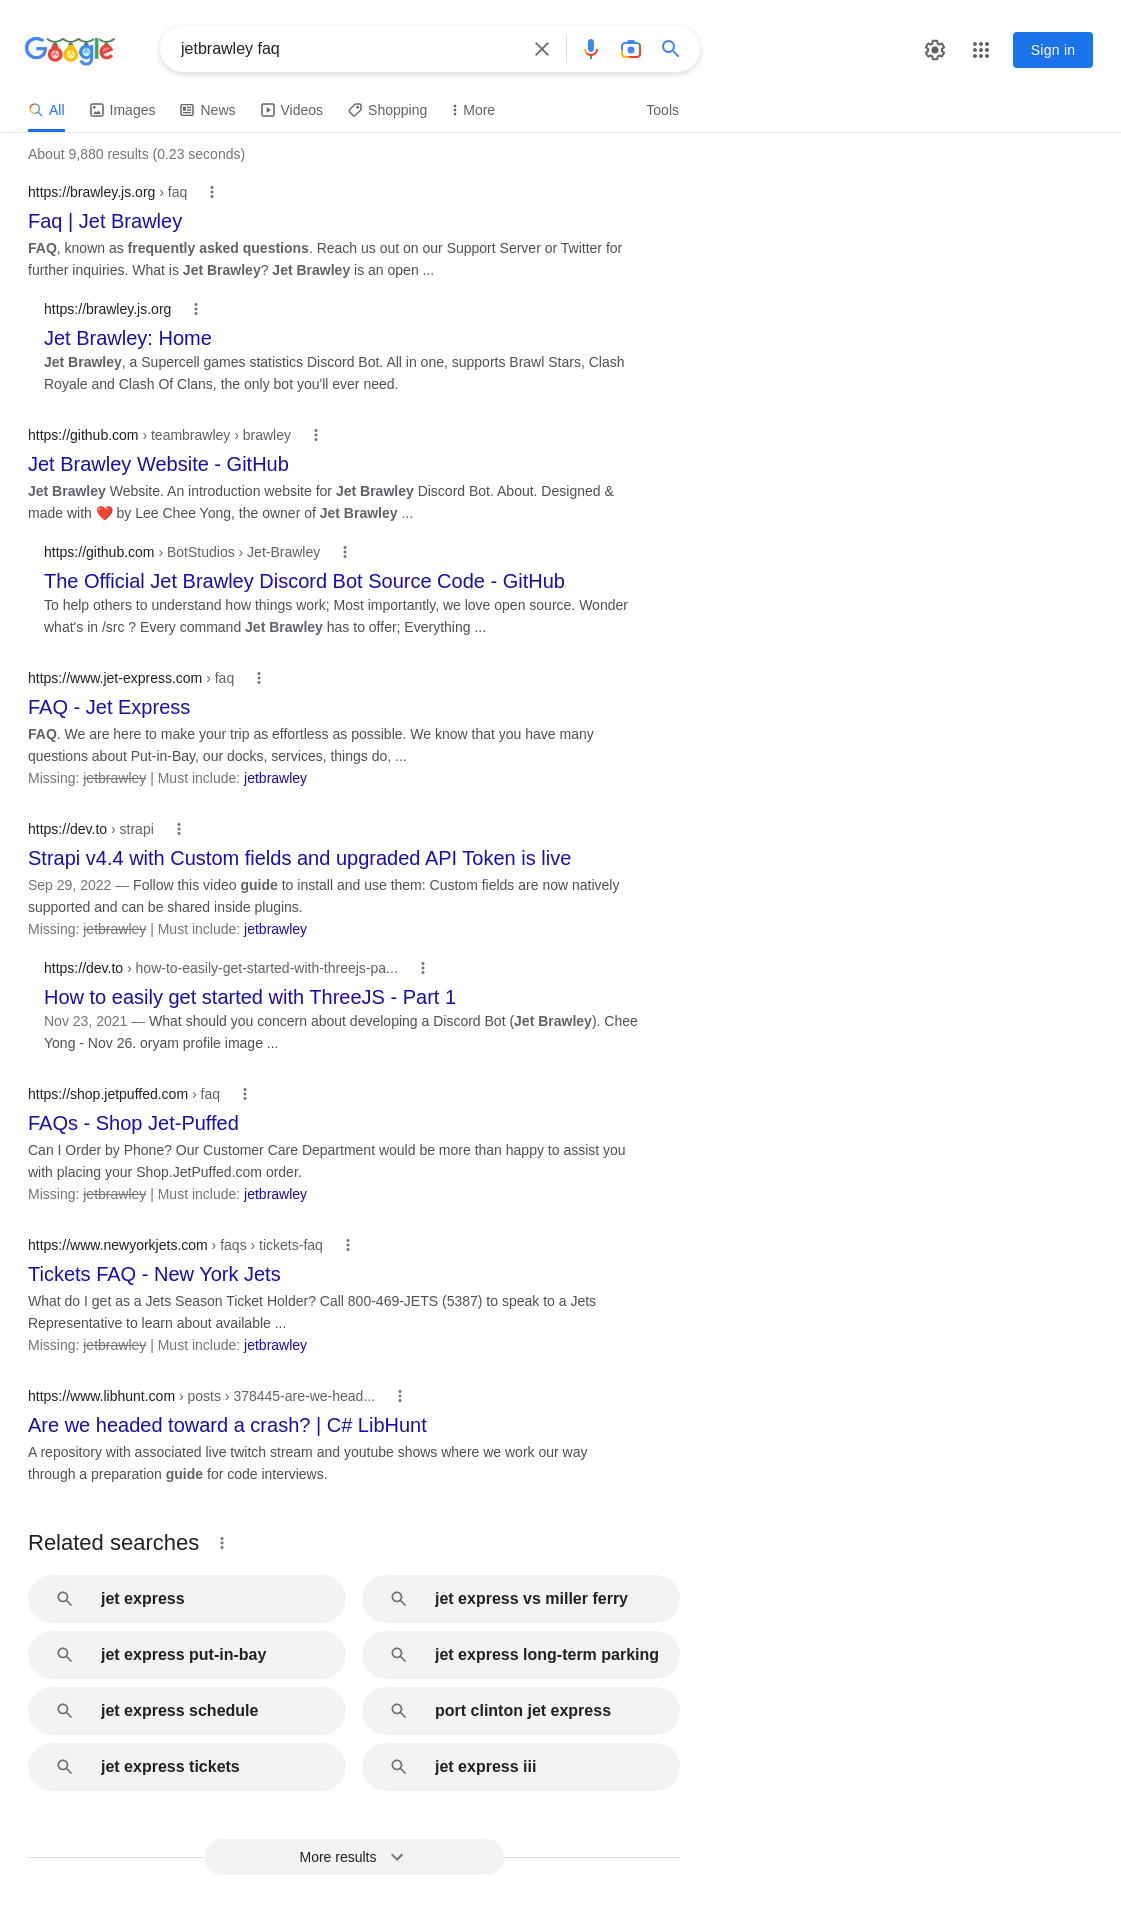 Google
jetbrawley faq
Sign in
All Images News Videos Shopping More Tools
About 9,880 results (0.23 seconds)
https://brawley.js.org › faq
Faq | Jet Brawley
FAQ, known as frequently asked questions. Reach us out on our Support Server or Twitter for
further inquiries. What is Jet Brawley? Jet Brawley is an open ...
https://brawley.js.org
Jet Brawley: Home
Jet Brawley, a Supercell games statistics Discord Bot. All in one, supports Brawl Stars, Clash
Royale and Clash Of Clans, the only bot you'll ever need.
https://github.com › teambrawley › brawley
Jet Brawley Website - GitHub
Jet Brawley Website. An introduction website for Jet Brawley Discord Bot. About. Designed &
made with ❤️ by Lee Chee Yong, the owner of Jet Brawley ...
https://github.com › BotStudios › Jet-Brawley
The Official Jet Brawley Discord Bot Source Code - GitHub
To help others to understand how things work; Most importantly, we love open source. Wonder
what's in /src ? Every command Jet Brawley has to offer; Everything ...
https://www.jet-express.com › faq
FAQ - Jet Express
FAQ. We are here to make your trip as effortless as possible. We know that you have many
questions about Put-in-Bay, our docks, services, things do, ...
Missing: jetbrawley | Must include: jetbrawley
https://dev.to › strapi
Strapi v4.4 with Custom fields and upgraded API Token is live
Sep 29, 2022 — Follow this video guide to install and use them: Custom fields are now natively
supported and can be shared inside plugins.
Missing: jetbrawley | Must include: jetbrawley
https://dev.to › how-to-easily-get-started-with-threejs-pa...
How to easily get started with ThreeJS - Part 1
Nov 23, 2021 — What should you concern about developing a Discord Bot (Jet Brawley). Chee
Yong - Nov 26. oryam profile image ...
https://shop.jetpuffed.com › faq
FAQs - Shop Jet-Puffed
Can I Order by Phone? Our Customer Care Department would be more than happy to assist you
with placing your Shop.JetPuffed.com order.
Missing: jetbrawley | Must include: jetbrawley
https://www.newyorkjets.com › faqs › tickets-faq
Tickets FAQ - New York Jets
What do I get as a Jets Season Ticket Holder? Call 800-469-JETS (5387) to speak to a Jets
Representative to learn about available ...
Missing: jetbrawley | Must include: jetbrawley
https://www.libhunt.com › posts › 378445-are-we-head...
Are we headed toward a crash? | C# LibHunt
A repository with associated live twitch stream and youtube shows where we work our way
through a preparation guide for code interviews.
Related searches
jet express
jet express vs miller ferry
jet express put-in-bay
jet express long-term parking
jet express schedule
port clinton jet express
jet express tickets
jet express iii
More results